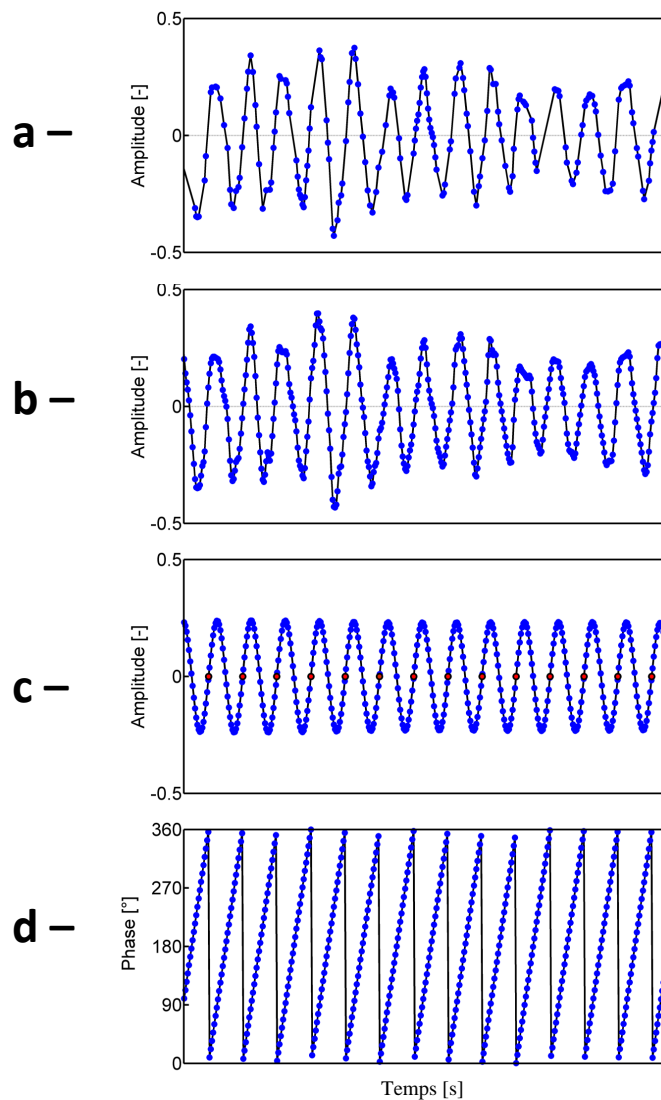 0.5
a –
Amplitude [-]
0
-0.5
0.5
b –
Amplitude [-]
0
-0.5
0.5
c –
Amplitude [-]
0
-0.5
360
270
d –
Phase [°]
180
90
0
Temps [s]